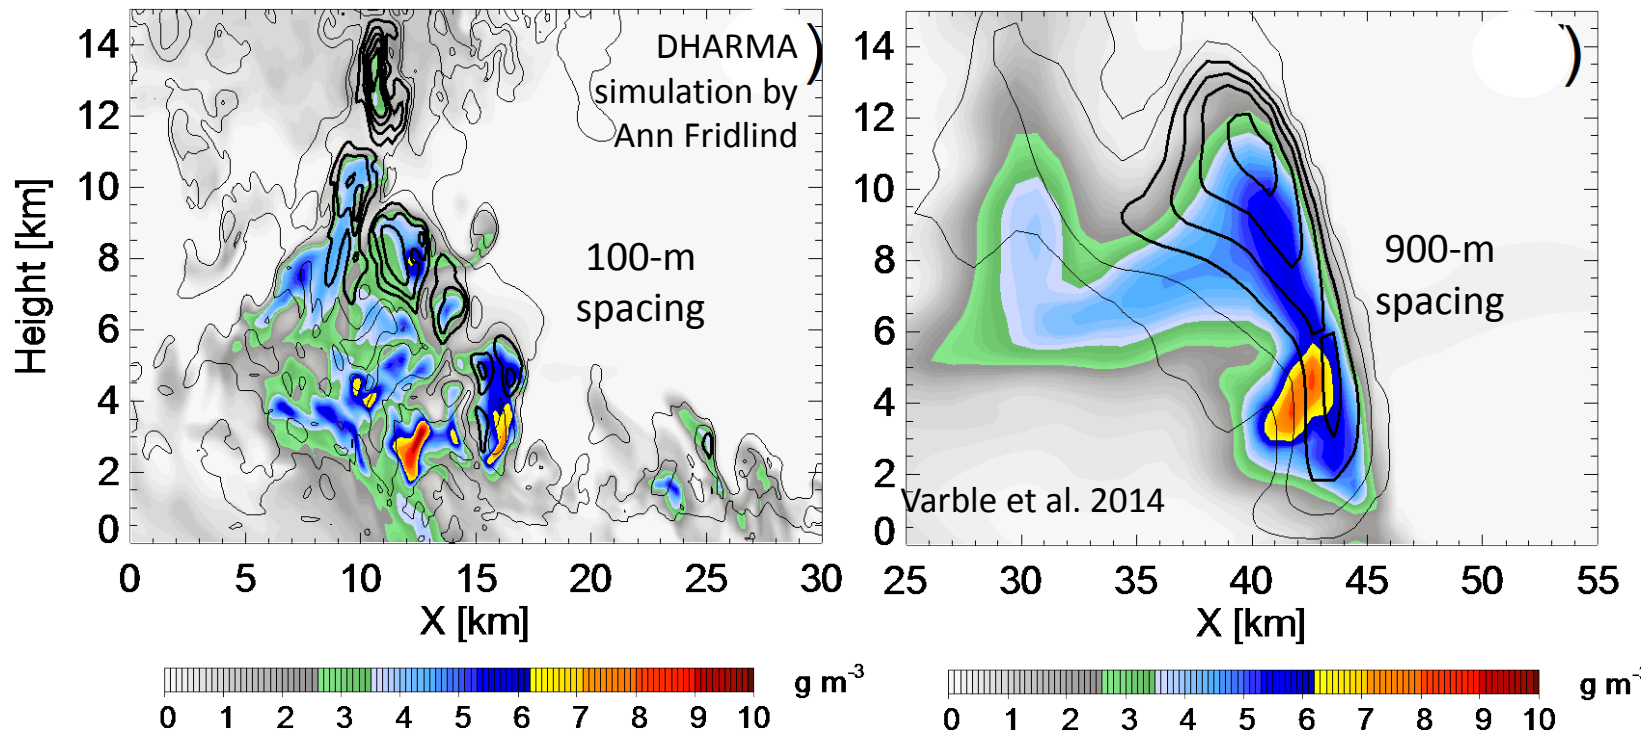 DHARMA
simulation by
Ann Fridlind
)
100-m
spacing
Height [km]
14
12
10
8
6
4
2
0
0 5 10 15 20 25 30
X [km]
0 1 2 3 4 5 6 7 8 9 10
g m⁻³
)
900-m
spacing
Varble et al. 2014
14
12
10
8
6
4
2
0
25 30 35 40 45 50 55
X [km]
0 1 2 3 4 5 6 7 8 9 10
g m⁻³